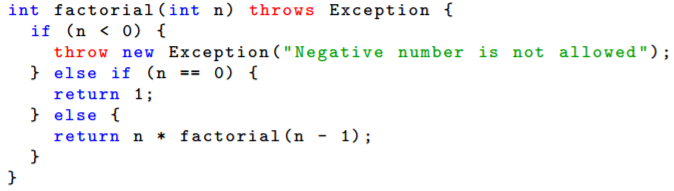 int factorial(int n) throws Exception {
  if (n < 0) {
    throw new Exception("Negative number is not allowed");
  } else if (n == 0) {
    return 1;
  } else {
    return n * factorial(n - 1);
  }
}